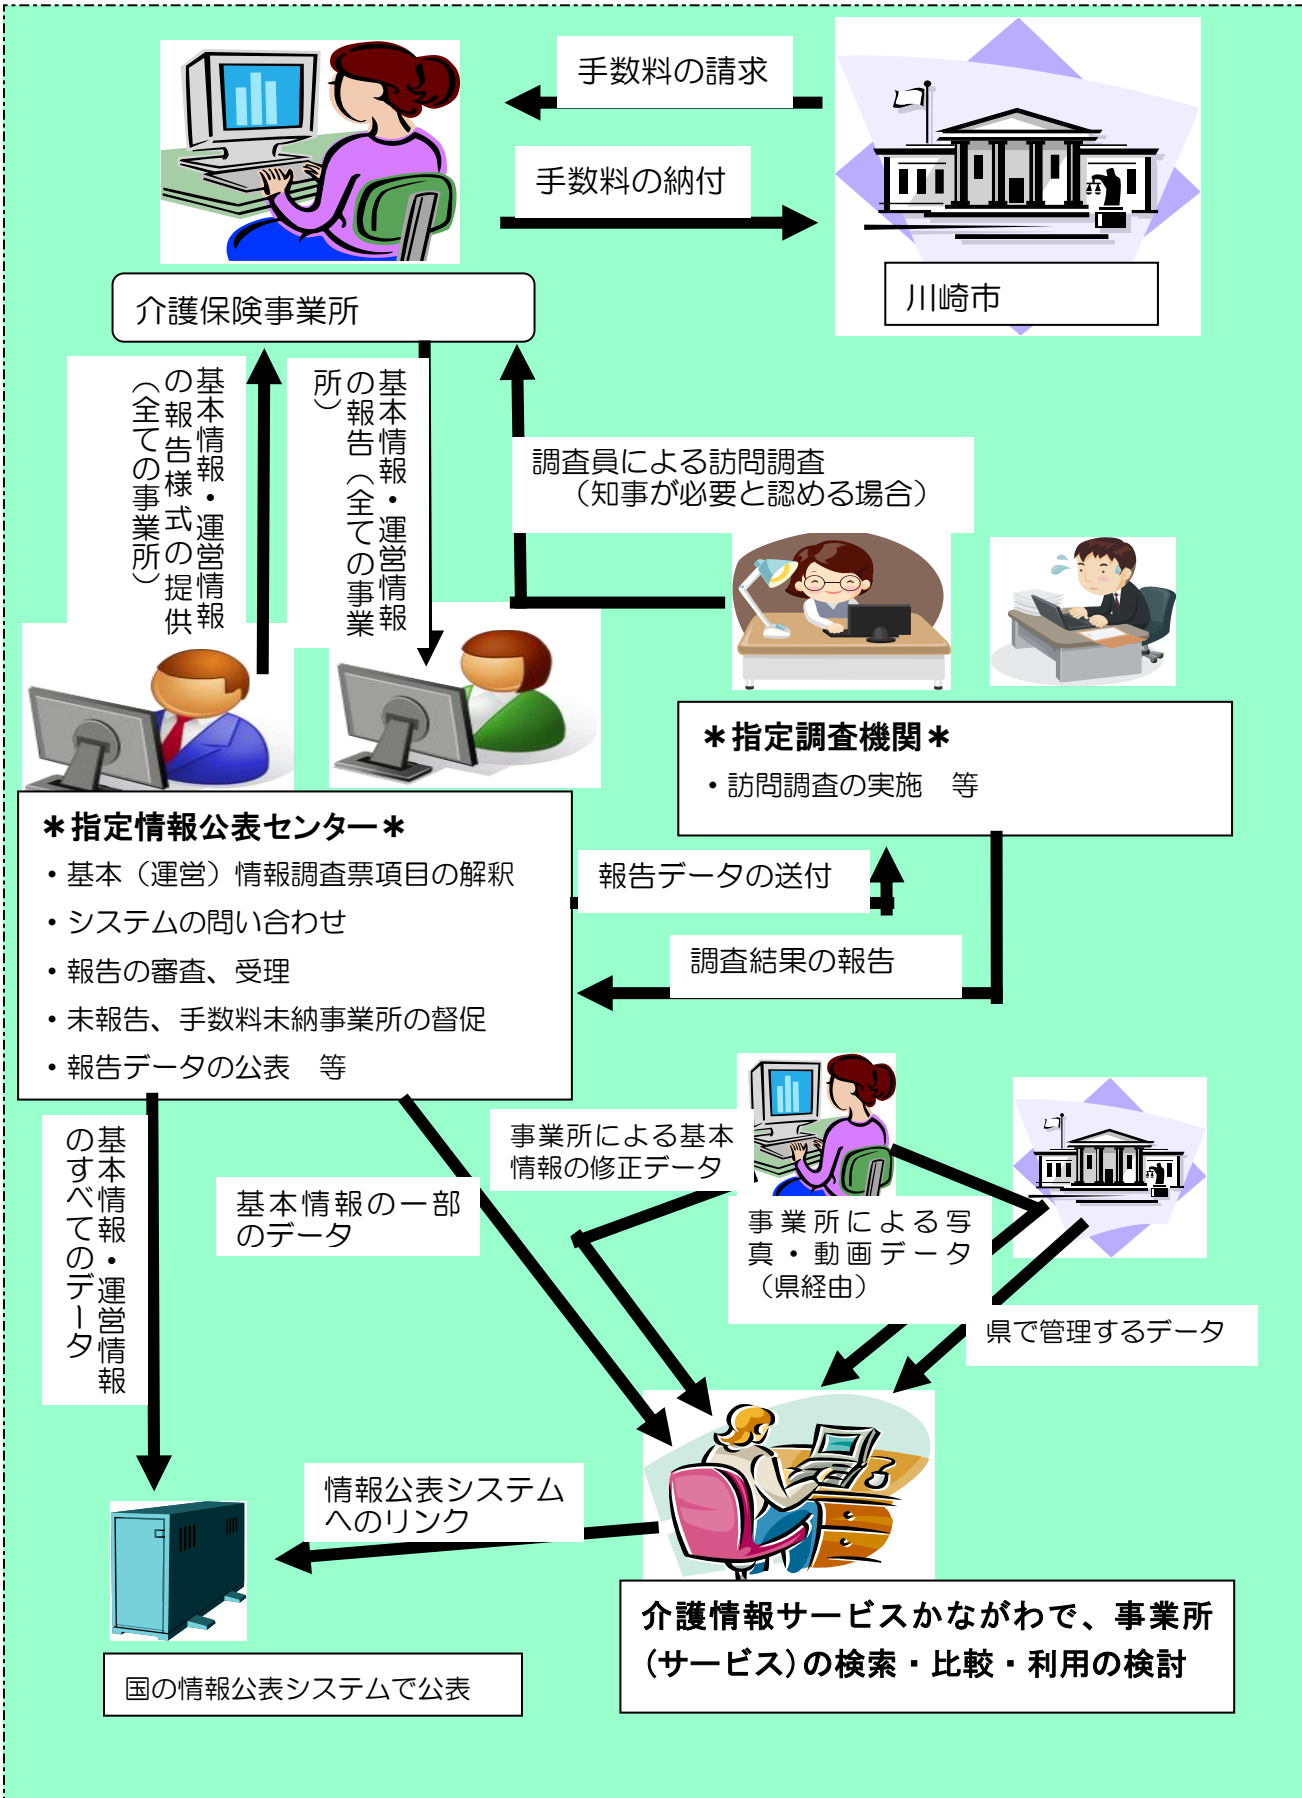 手数料の請求
手数料の納付
川崎市
介護保険事業所
基本情報・運営情報
の報告様式の提供
（全ての事業所）
基本情報・運営情報
の報告（全ての事業
所）
調査員による訪問調査
（知事が必要と認める場合）
＊指定調査機関＊
・訪問調査の実施　等
＊指定情報公表センター＊
・基本（運営）情報調査票項目の解釈
・システムの問い合わせ
・報告の審査、受理
・未報告、手数料未納事業所の督促
・報告データの公表　等
報告データの送付
調査結果の報告
基本情報・運営情報
のすべてのデータ
基本情報の一部
のデータ
事業所による基本
情報の修正データ
事業所による写
真・動画データ
（県経由）
県で管理するデータ
情報公表システム
へのリンク
国の情報公表システムで公表
介護情報サービスかながわで、事業所
（サービス）の検索・比較・利用の検討